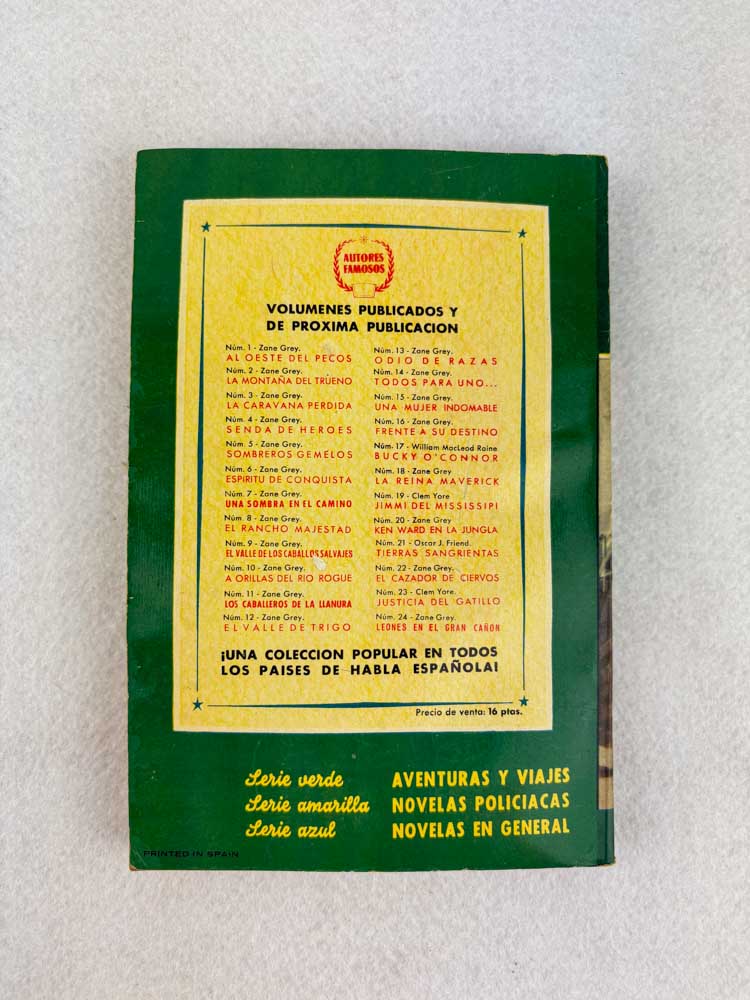 AUTORES
FAMOSOS
VOLUMENES PUBLICADOS Y
DE PROXIMA PUBLICACION
Núm. 1 - Zane Grey.
AL OESTE DEL PECOS
Núm. 2 - Zane Grey.
LA MONTAÑA DEL TRUENO
Núm. 3 - Zane Grey.
LA CARAVANA PERDIDA
Núm. 4 - Zane Grey.
SENDA DE HEROES
Núm. 5 - Zane Grey.
SOMBREROS GEMELOS
Núm. 6 - Zane Grey.
ESPIRITU DE CONQUISTA
Núm. 7 - Zane Grey.
UNA SOMBRA EN EL CAMINO
Núm. 8 - Zane Grey.
EL RANCHO MAJESTAD
Núm. 9 - Zane Grey.
EL VALLE DE LOS CABALLOS SALVAJES
Núm. 10 - Zane Grey.
A ORILLAS DEL RIO ROGUE
Núm. 11 - Zane Grey.
LOS CABALLEROS DE LA LLANURA
Núm. 12 - Zane Grey.
EL VALLE DE TRIGO
Núm. 13 - Zane Grey.
ODIO DE RAZAS
Núm. 14 - Zane Grey.
TODOS PARA UNO...
Núm. 15 - Zane Grey.
UNA MUJER INDOMABLE
Núm. 16 - Zane Grey.
FRENTE A SU DESTINO
Núm. 17 - William MacLeod Raine
BUCKY O'CONNOR
Núm. 18 - Zane Grey
LA REINA MAVERICK
Núm. 19 - Clem Yore
JIMMI DEL MISSISSIPI
Núm. 20 - Zane Grey
KEN WARD EN LA JUNGLA
Núm. 21 - Oscar J. Friend.
TIERRAS SANGRIENTAS
Núm. 22 - Zane Grey.
EL CAZADOR DE CIERVOS
Núm. 23 - Clem Yore.
JUSTICIA DEL GATILLO
Núm. 24 - Zane Grey.
LEONES EN EL GRAN CAÑON
¡UNA COLECCION POPULAR EN TODOS
LOS PAISES DE HABLA ESPAÑOLA!
Precio de venta: 16 ptas.
Serie verde AVENTURAS Y VIAJES
Serie amarilla NOVELAS POLICIACAS
Serie azul NOVELAS EN GENERAL
PRINTED IN SPAIN